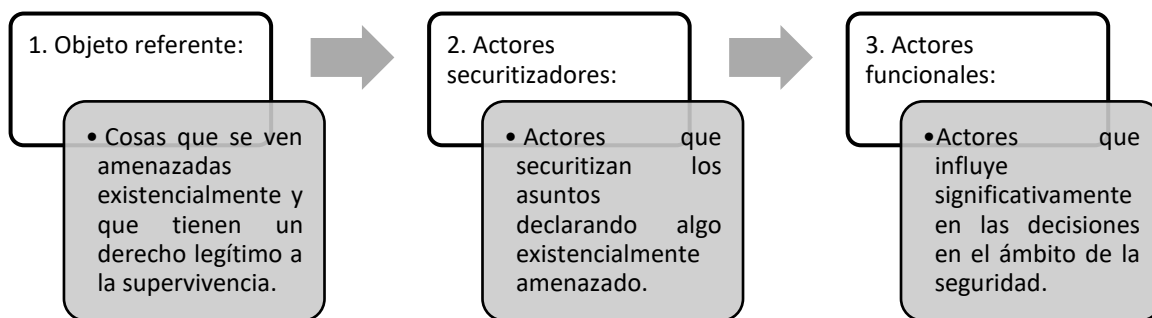 1. Objeto referente:
• Cosas que se ven
amenazadas
existencialmente y
que tienen un
derecho legítimo a
la supervivencia.
2. Actores
securitizadores:
• Actores que
securitizan los
asuntos
declarando algo
existencialmente
amenazado.
3. Actores
funcionales:
•Actores que
influye
significativamente
en las decisiones
en el ámbito de la
seguridad.